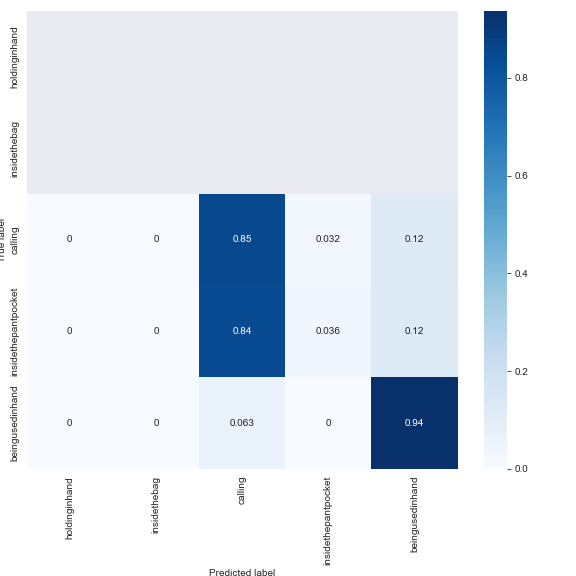 holdinginhand
insidethebag
True label
calling
insidethepantpocket
beingusedinhand
0 0 0.85 0.032 0.12
0 0 0.84 0.036 0.12
0 0 0.063 0 0.94
0.8
0.6
0.4
0.2
0.0
holdinginhand
insidethebag
calling
insidethepantpocket
beingusedinhand
Predicted label